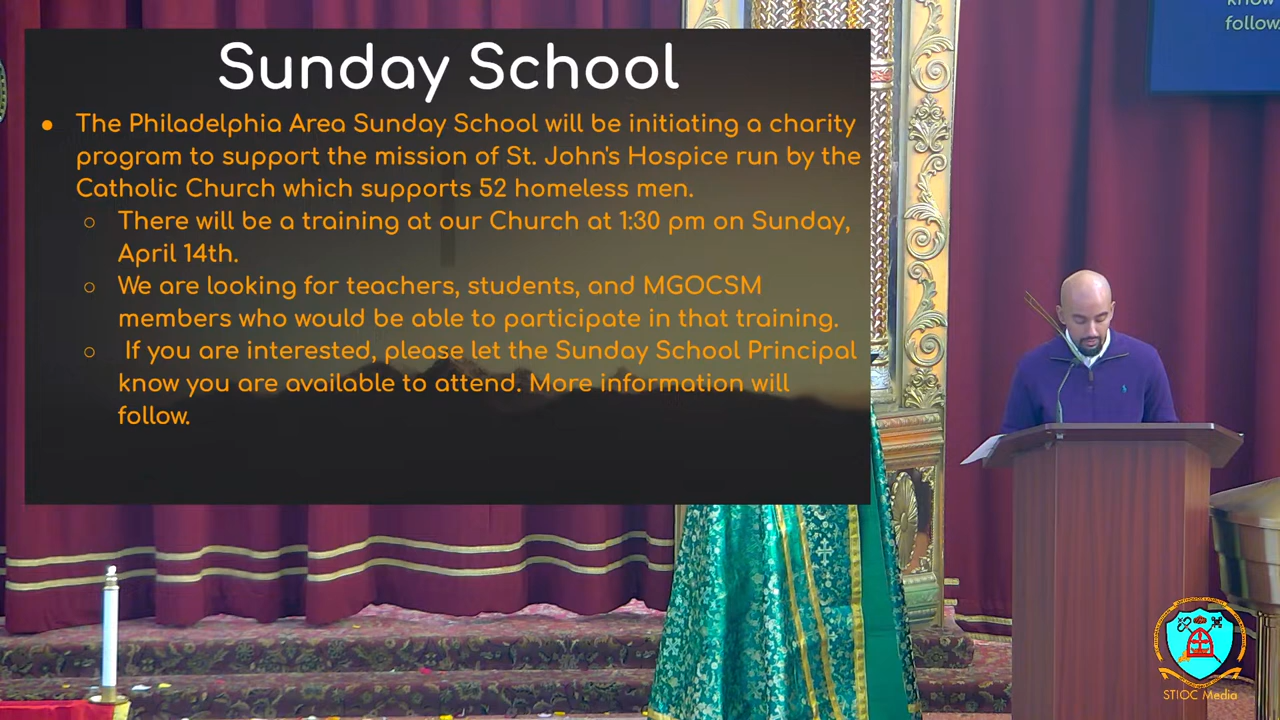 know
follow.
Sunday School
• The Philadelphia Area Sunday School will be initiating a charity
program to support the mission of St. John's Hospice run by the
Catholic Church which supports 52 homeless men.
○ There will be a training at our Church at 1:30 pm on Sunday,
April 14th.
○ We are looking for teachers, students, and MGOCSM
members who would be able to participate in that training.
○ If you are interested, please let the Sunday School Principal
know you are available to attend. More information will
follow.
STIOC Media